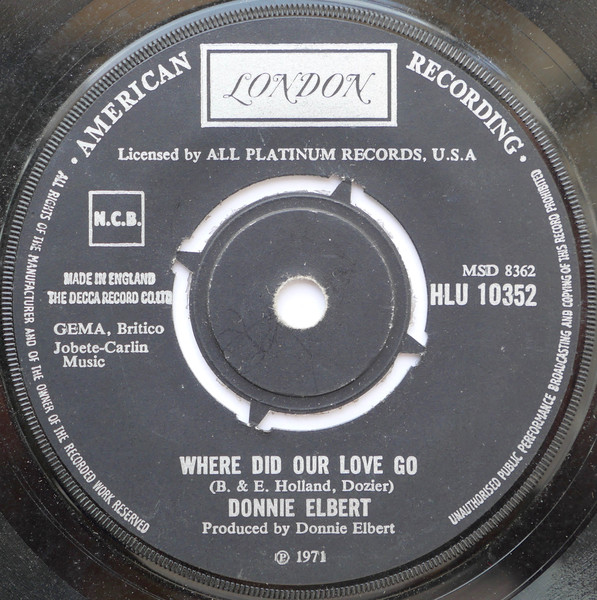 · AMERICAN RECORDING ·
LONDON
Licensed by ALL PLATINUM RECORDS, U.S.A
N.C.B.
MADE IN ENGLAND
THE DECCA RECORD CO. LTD
GEMA, Britico
Jobete-Carlin
Music
MSD 8362
HLU 10352
WHERE DID OUR LOVE GO
(B. & E. Holland, Dozier)
DONNIE ELBERT
Produced by Donnie Elbert
℗ 1971
ALL RIGHTS OF THE MANUFACTURER AND OF THE OWNER OF THE RECORDED WORK RESERVED
UNAUTHORISED PUBLIC PERFORMANCE BROADCASTING AND COPYING OF THIS RECORD PROHIBITED